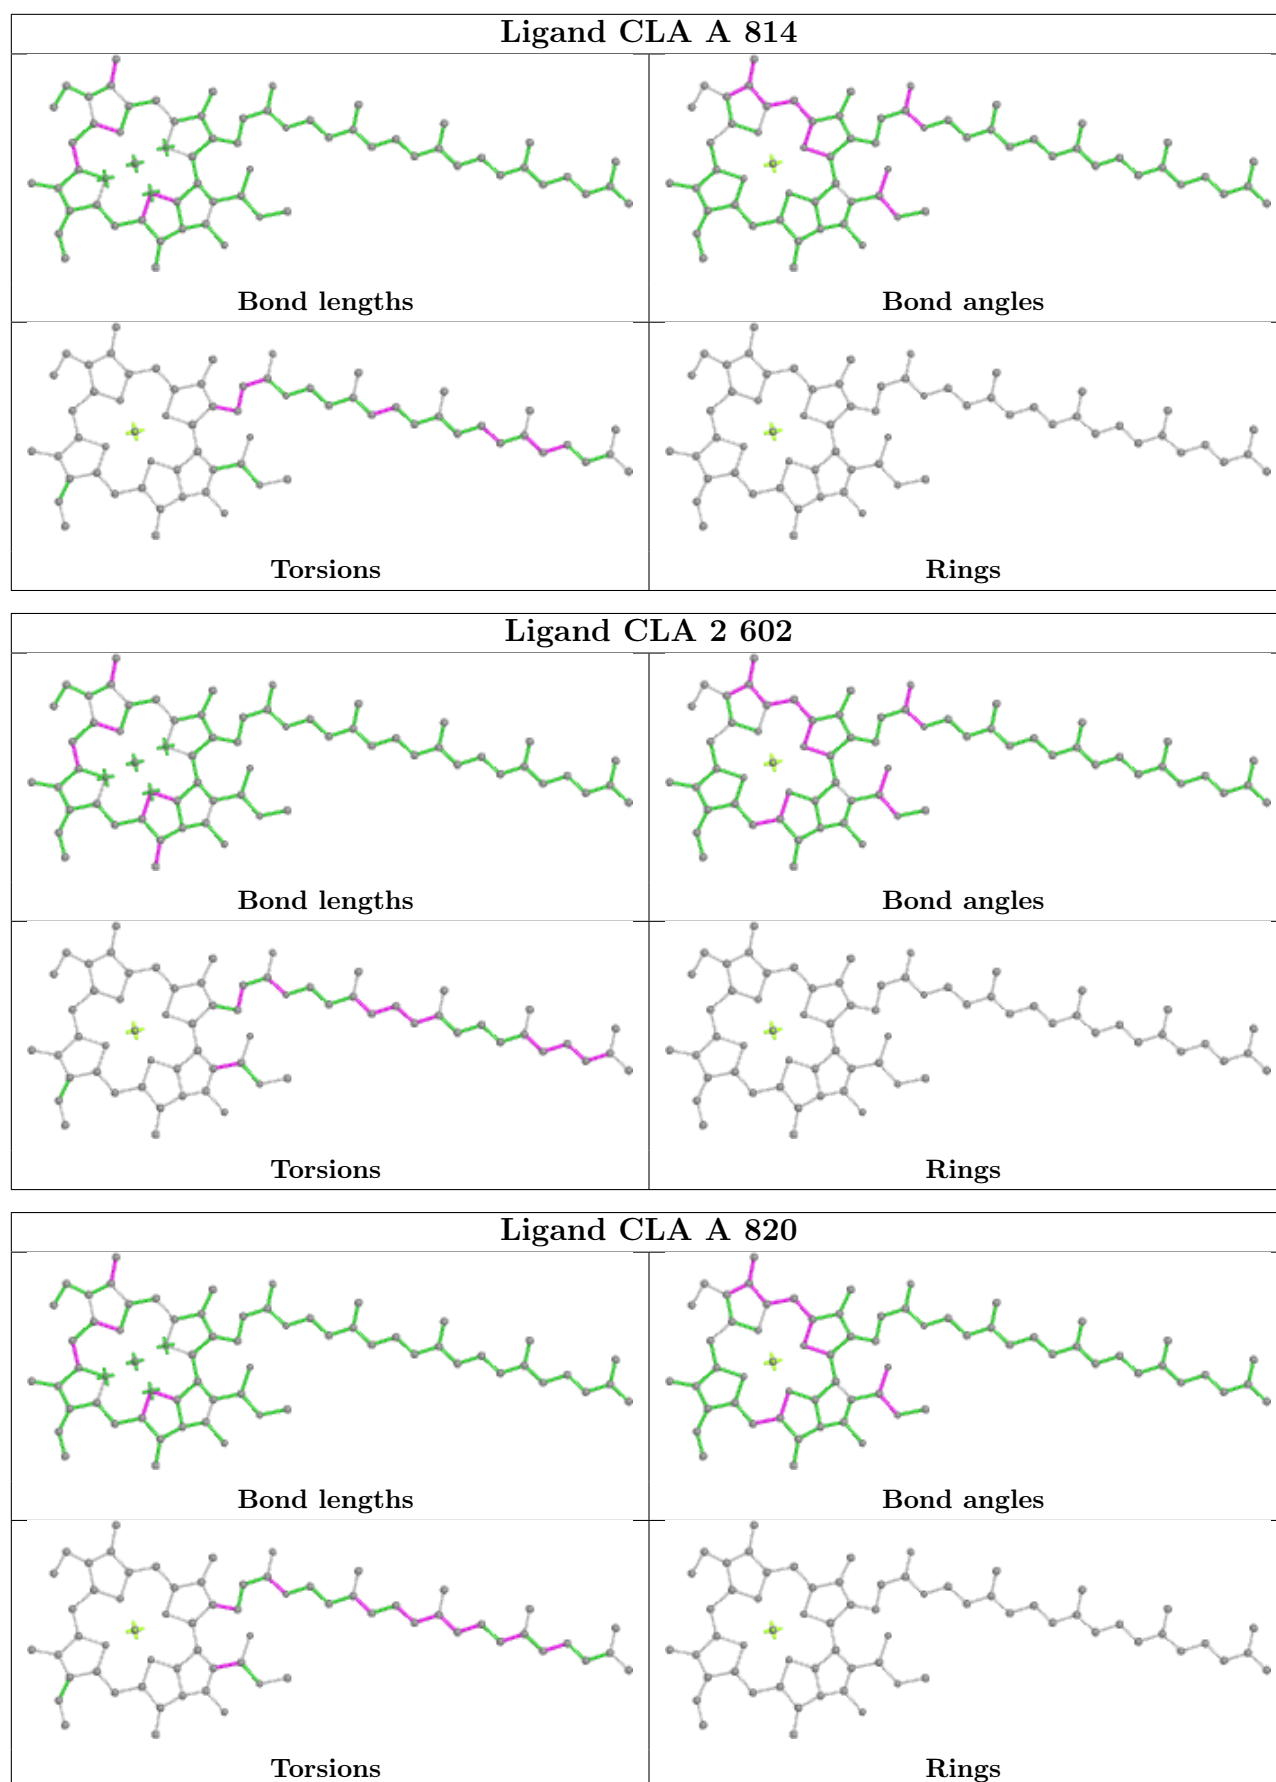 Ligand CLA A 814
Bond lengths
Bond angles
Torsions
Rings
Ligand CLA 2 602
Bond lengths
Bond angles
Torsions
Rings
Ligand CLA A 820
Bond lengths
Bond angles
Torsions
Rings